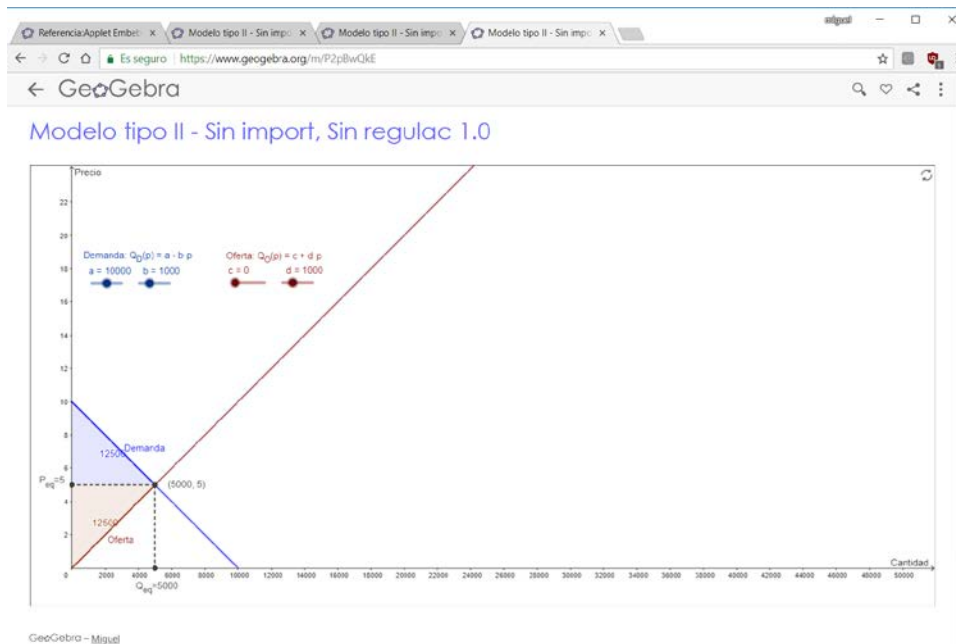 miguel
Referencia:Applet Embeb × Modelo tipo II - Sin impo × Modelo tipo II - Sin impo × Modelo tipo II - Sin impo ×
Es seguro https://www.geogebra.org/m/P2pBwQkE
GeoGebra
Modelo tipo II - Sin import, Sin regulac 1.0
Precio
22
20
Demanda: Q_D(p) = a - b p Oferta: Q_O(p) = c + d p
18 a = 10000 b = 1000 c = 0 d = 1000
16
14
12
10
8
Demanda
12500
6
P_eq=5 (5000, 5)
4
12500
2
Oferta
0 2000 4000 6000 8000 10000 12000 14000 16000 18000 20000 22000 24000 26000 28000 30000 32000 34000 36000 38000 40000 42000 44000 46000 48000 50000
Cantidad
Q_eq=5000
GeoGebra – Miguel